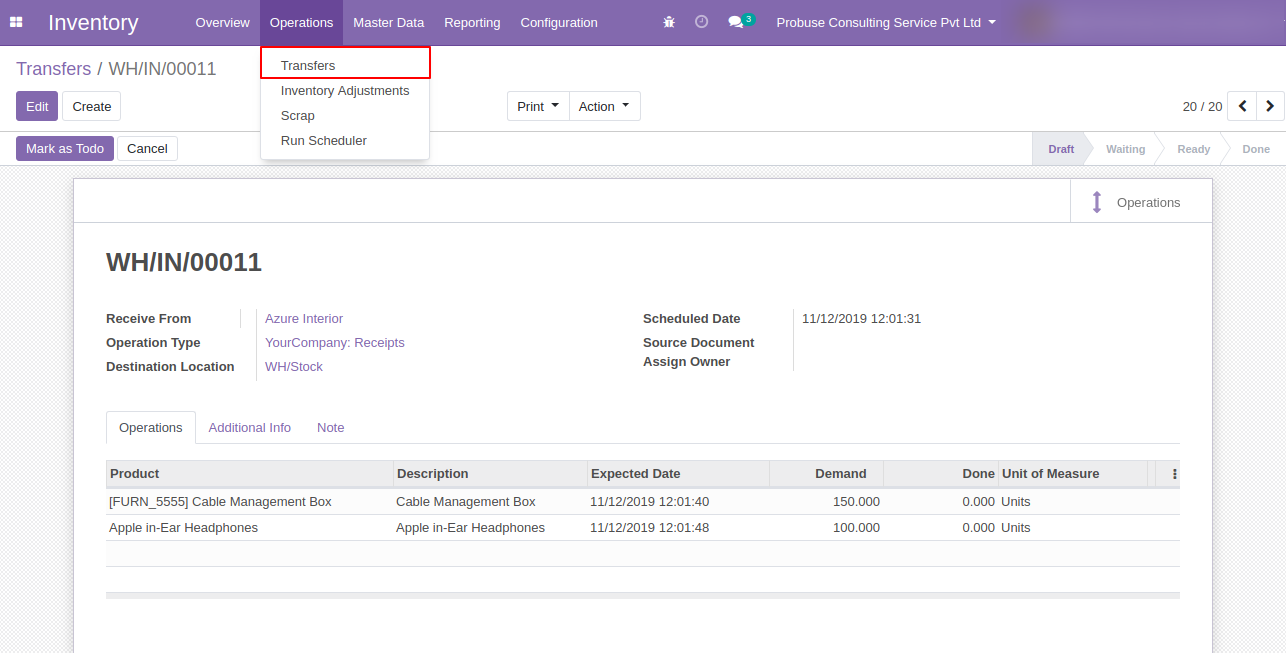 Inventory Overview Operations Master Data Reporting Configuration 3 Probuse Consulting Service Pvt Ltd
Transfers
Inventory Adjustments
Scrap
Run Scheduler
Transfers / WH/IN/00011
Edit Create Print Action 20 / 20
Mark as Todo Cancel Draft Waiting Ready Done
Operations
WH/IN/00011
Receive From Azure Interior Scheduled Date 11/12/2019 12:01:31
Operation Type YourCompany: Receipts Source Document
Destination Location WH/Stock Assign Owner
Operations Additional Info Note
Product Description Expected Date Demand Done Unit of Measure
[FURN_5555] Cable Management Box Cable Management Box 11/12/2019 12:01:40 150.000 0.000 Units
Apple in-Ear Headphones Apple in-Ear Headphones 11/12/2019 12:01:48 100.000 0.000 Units